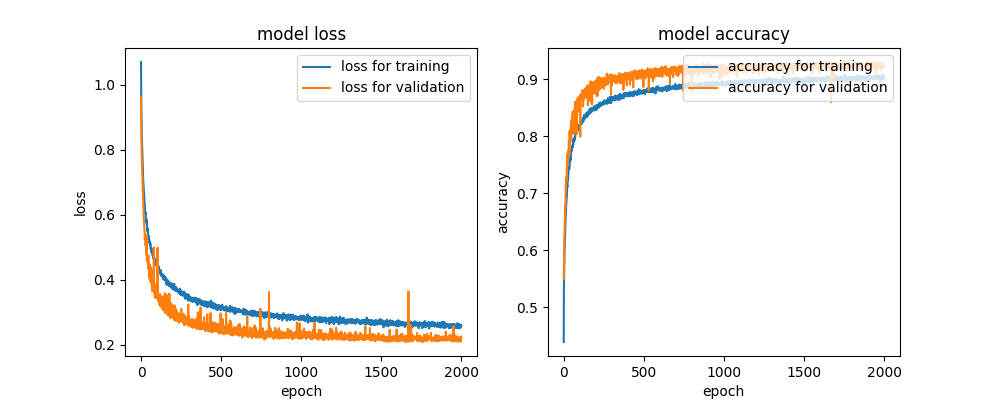 model loss
loss for training
loss for validation
1.0
0.8
0.6
0.4
0.2
loss
0
500
1000
1500
2000
epoch
model accuracy
accuracy for training
accuracy for validation
0.9
0.8
0.7
0.6
0.5
accuracy
0
500
1000
1500
2000
epoch